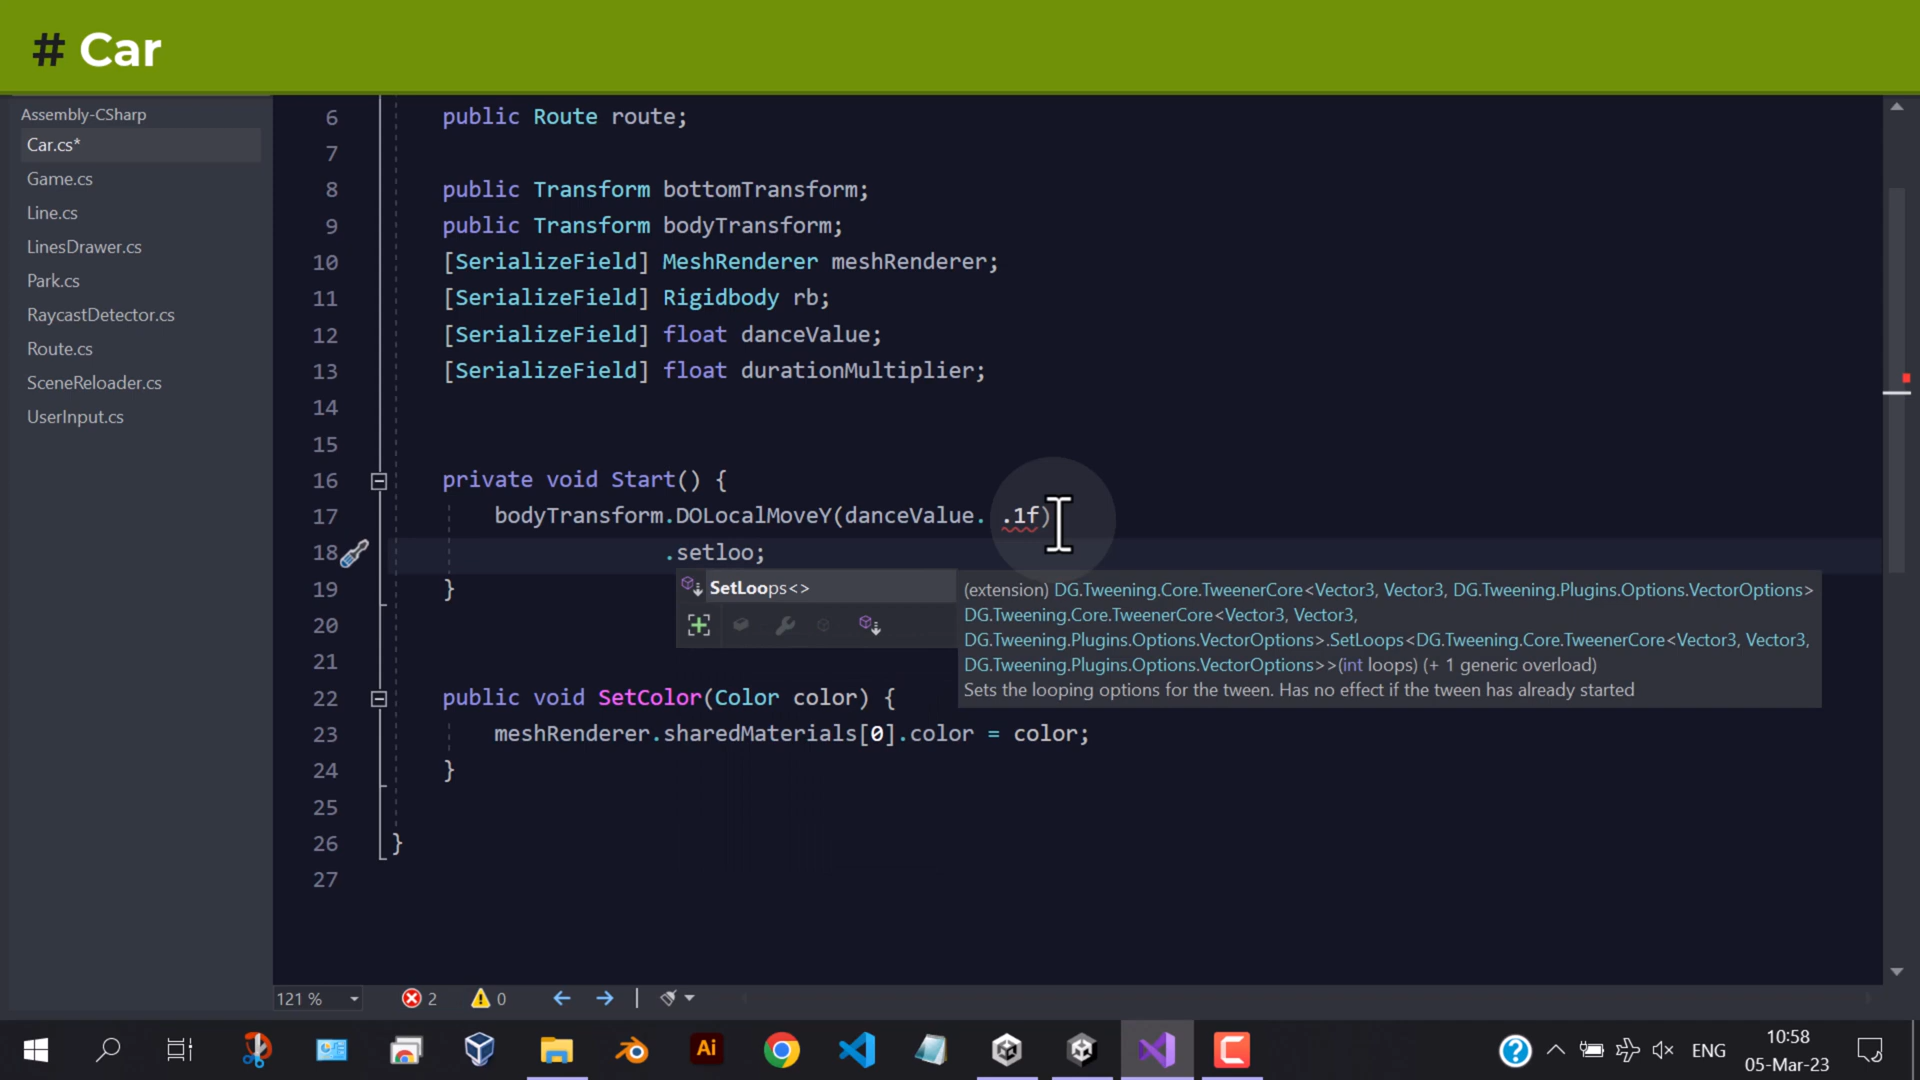 # Car
Assembly-CSharp
Car.cs*
Game.cs
Line.cs
LinesDrawer.cs
Park.cs
RaycastDetector.cs
Route.cs
SceneReloader.cs
UserInput.cs
6 public Route route;
7
8 public Transform bottomTransform;
9 public Transform bodyTransform;
10 [SerializeField] MeshRenderer meshRenderer;
11 [SerializeField] Rigidbody rb;
12 [SerializeField] float danceValue;
13 [SerializeField] float durationMultiplier;
14
15
16 private void Start() {
17 bodyTransform.DOLocalMoveY(danceValue. .1f)
18 .setloo;
19 }
20
21
22 public void SetColor(Color color) {
23 meshRenderer.sharedMaterials[0].color = color;
24 }
25
26 }
27
SetLoops<>
(extension) DG.Tweening.Core.TweenerCore<Vector3, Vector3, DG.Tweening.Plugins.Options.VectorOptions>
DG.Tweening.Core.TweenerCore<Vector3, Vector3,
DG.Tweening.Plugins.Options.VectorOptions>.SetLoops<DG.Tweening.Core.TweenerCore<Vector3, Vector3,
DG.Tweening.Plugins.Options.VectorOptions>>(int loops) (+ 1 generic overload)
Sets the looping options for the tween. Has no effect if the tween has already started
121 % 2 0
Ai
ENG
10:58
05-Mar-23